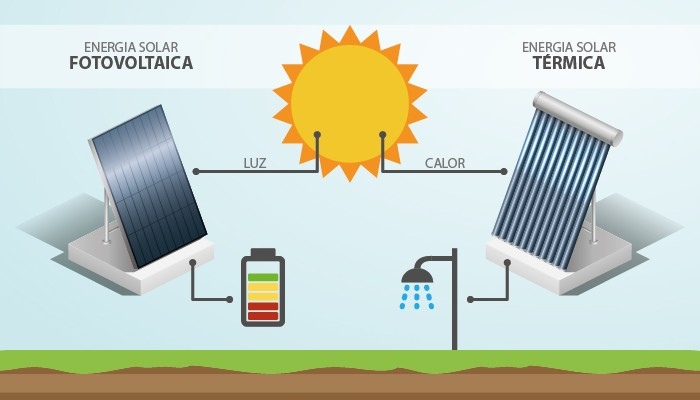 ENERGIA SOLAR
FOTOVOLTAICA
ENERGIA SOLAR
TÉRMICA
LUZ
CALOR